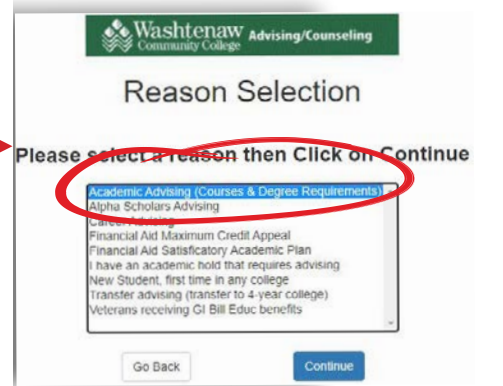 Washtenaw Advising/Counseling
Community College
Reason Selection
Please select a reason then Click on Continue
Academic Advising (Courses & Degree Requirements)
Alpha Scholars Advising
Career Advising
Financial Aid Maximum Credit Appeal
Financial Aid Satisficatory Academic Plan
I have an academic hold that requires advising
New Student, first time in any college
Transfer advising (transfer to 4-year college)
Veterans receiving GI Bill Educ benefits
Go Back Continue